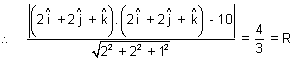 ∴ |(2î + 2ĵ + k̂).(2î + 2ĵ + k̂) - 10| / √(2² + 2² + 1²) = 4/3 = R